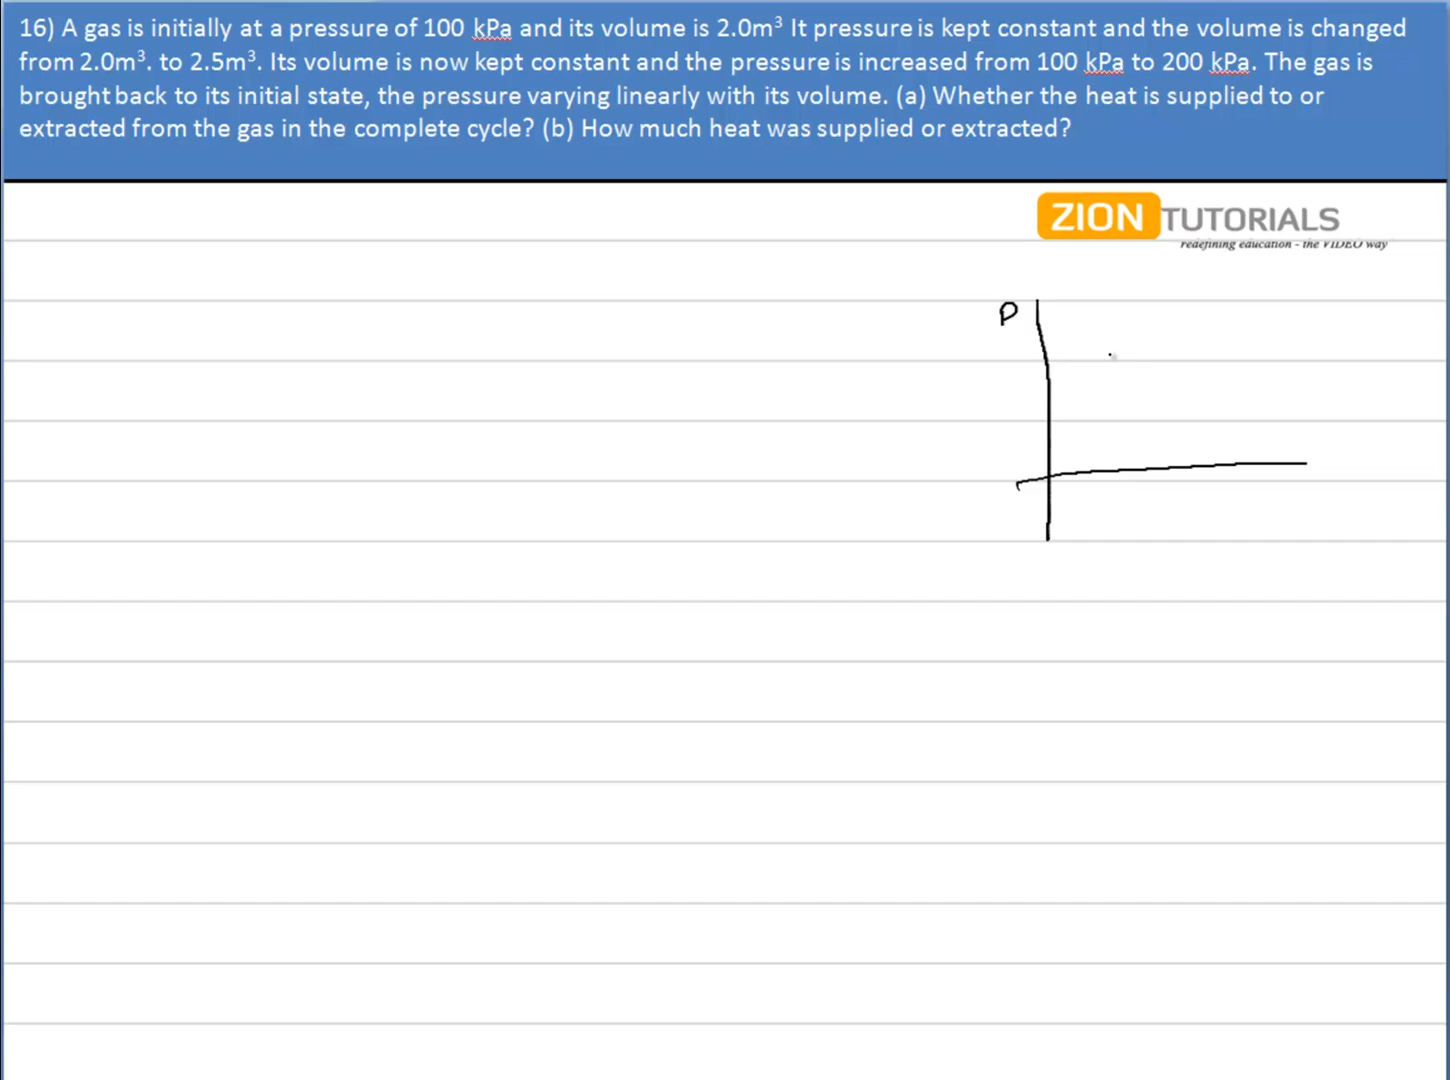 16) A gas is initially at a pressure of 100 kPa and its volume is 2.0m³ It pressure is kept constant and the volume is changed
from 2.0m³. to 2.5m³. Its volume is now kept constant and the pressure is increased from 100 kPa to 200 kPa. The gas is
brought back to its initial state, the pressure varying linearly with its volume. (a) Whether the heat is supplied to or
extracted from the gas in the complete cycle? (b) How much heat was supplied or extracted?
ZION TUTORIALS
redefining education - the VIDEO way
P